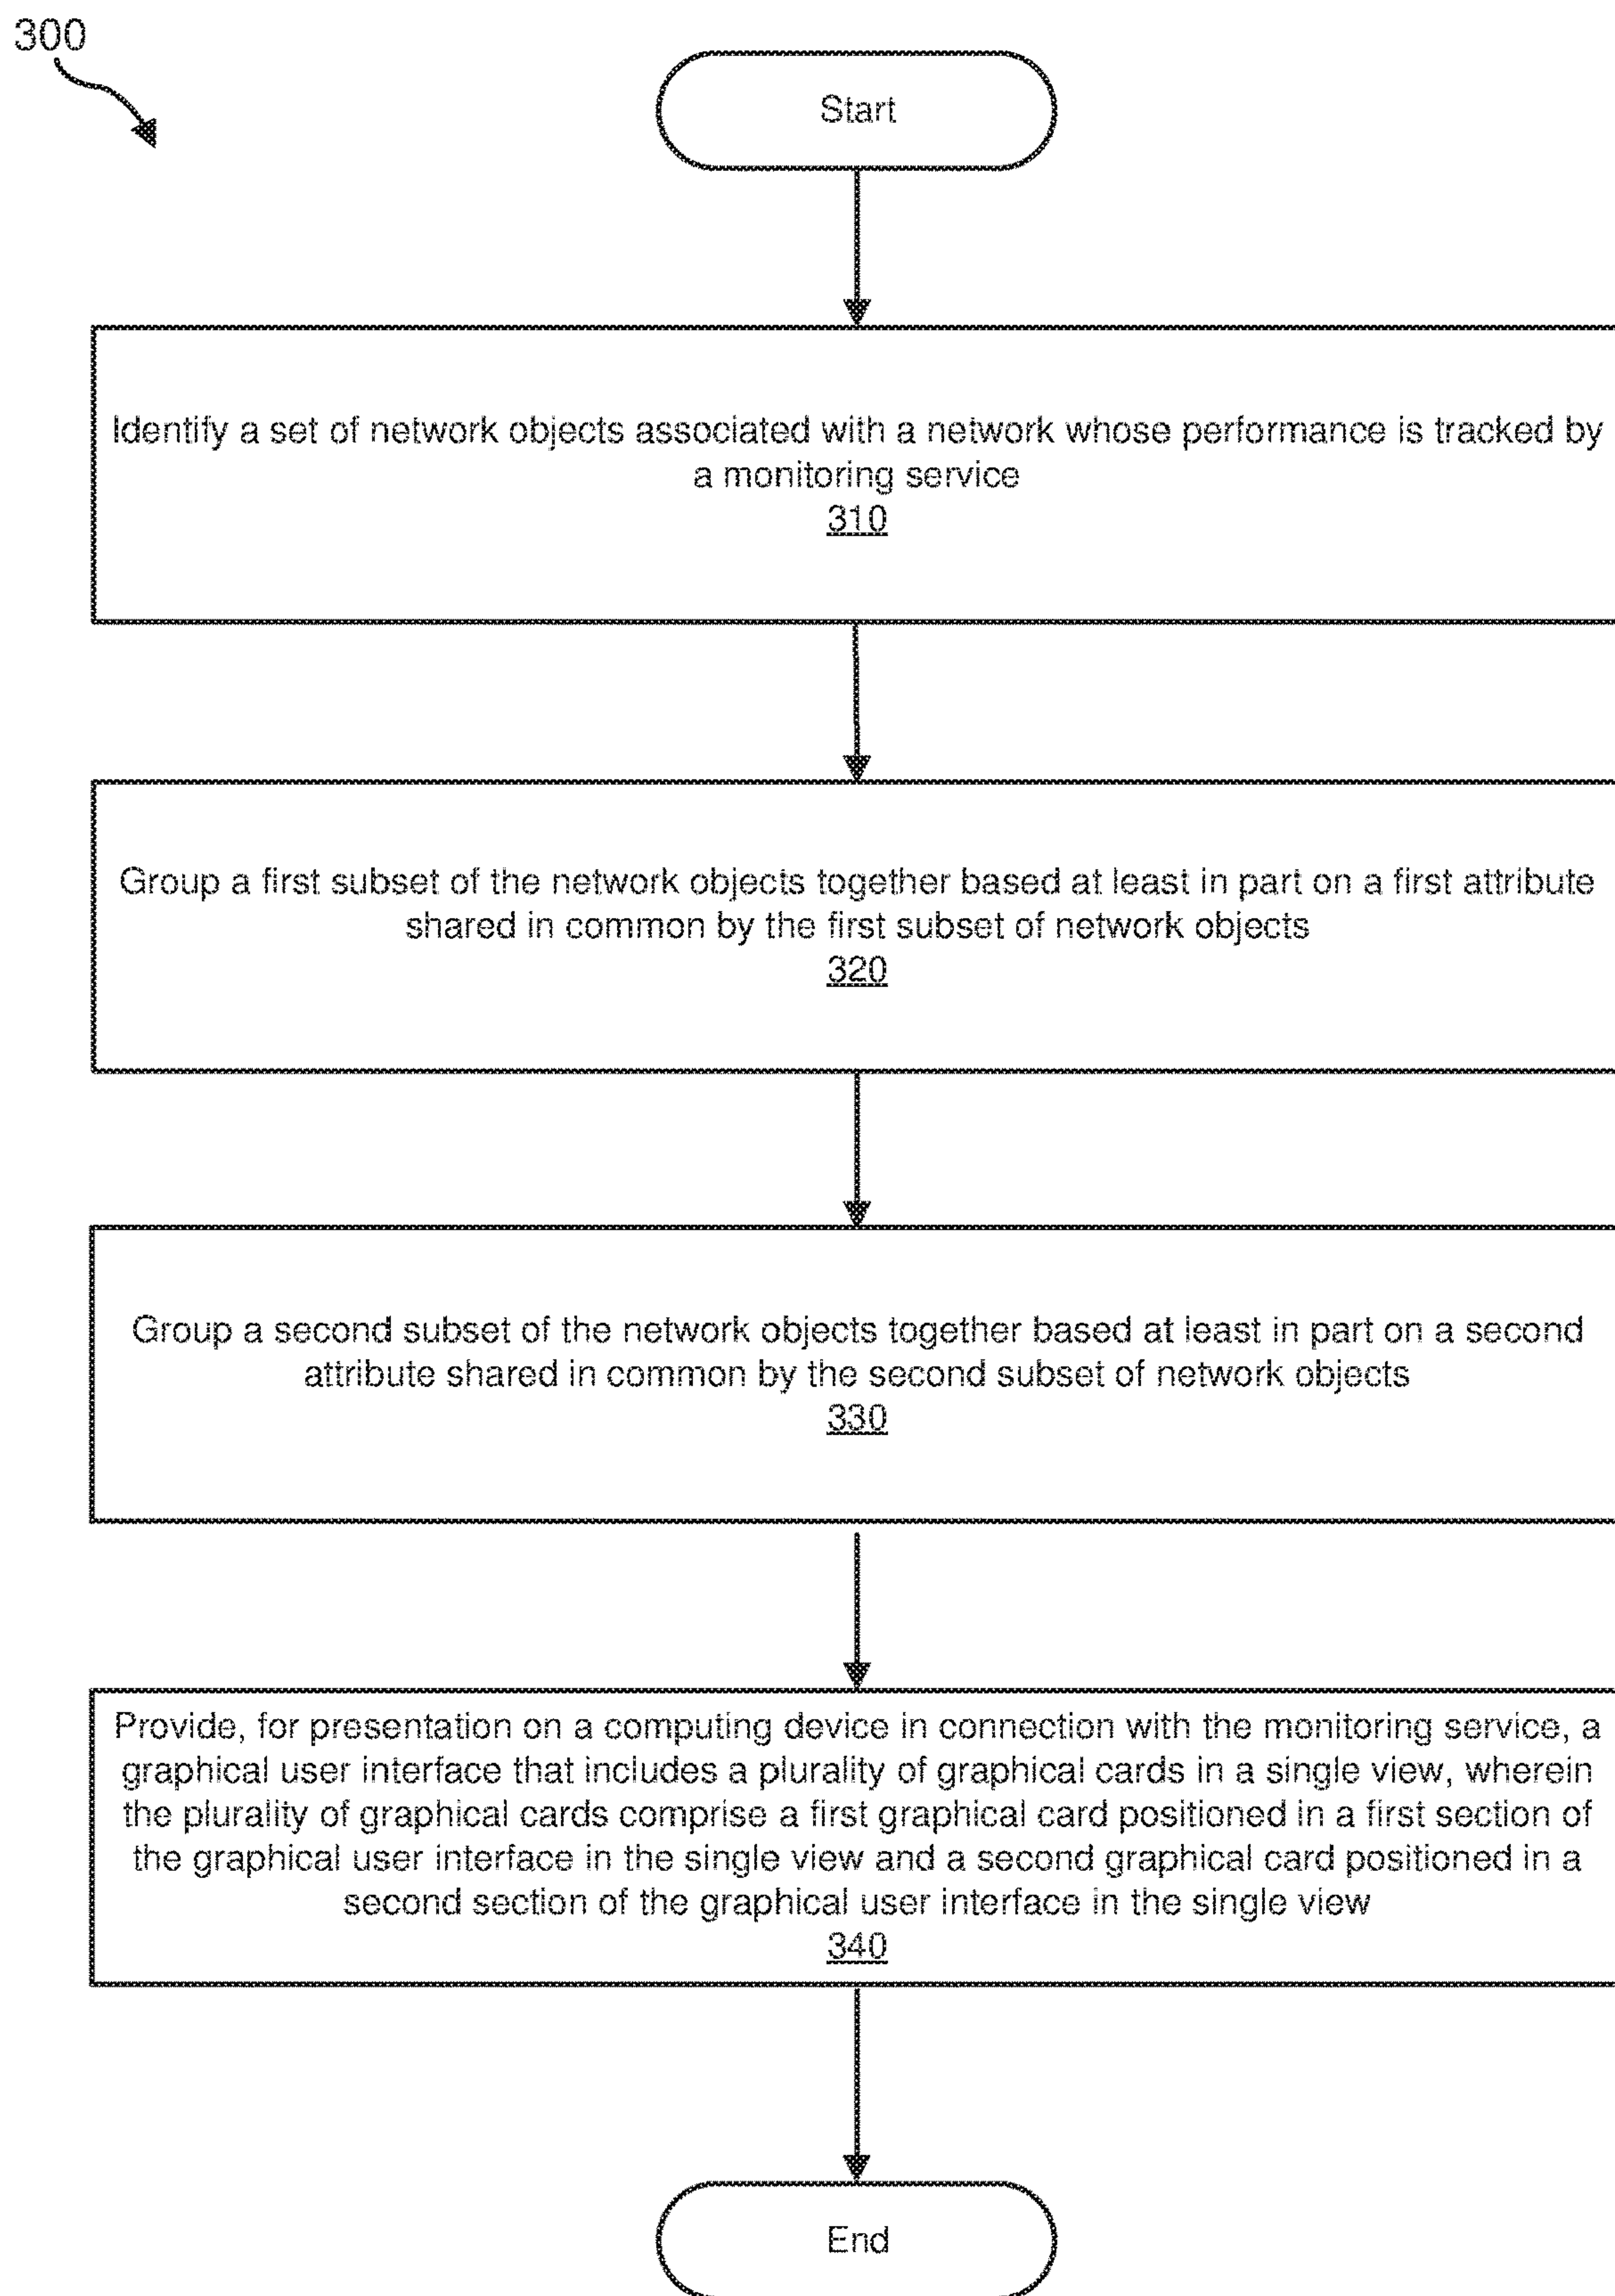 300
Start
Identify a set of network objects associated with a network whose performance is tracked by
a monitoring service
310
Group a first subset of the network objects together based at least in part on a first attribute
shared in common by the first subset of network objects
320
Group a second subset of the network objects together based at least in part on a second
attribute shared in common by the second subset of network objects
330
Provide, for presentation on a computing device in connection with the monitoring service, a
graphical user interface that includes a plurality of graphical cards in a single view, wherein
the plurality of graphical cards comprise a first graphical card positioned in a first section of
the graphical user interface in the single view and a second graphical card positioned in a
second section of the graphical user interface in the single view
340
End